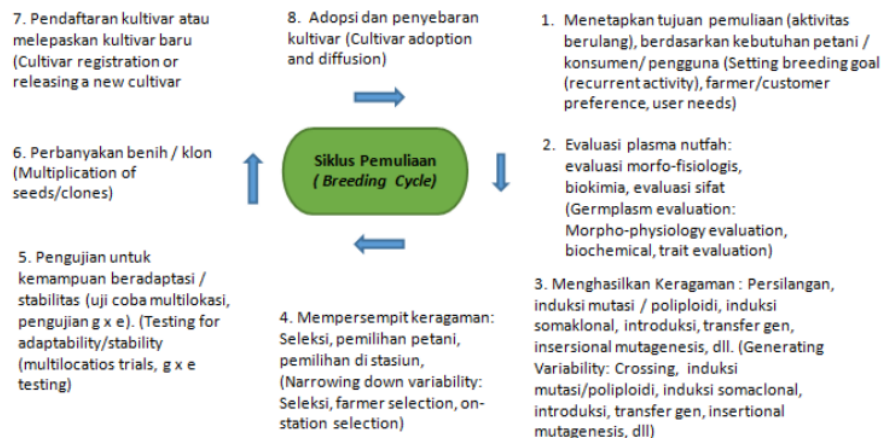 7. Pendaftaran kultivar atau
melepaskan kultivar baru
(Cultivar registration or
releasing a new cultivar
8. Adopsi dan penyebaran
kultivar (Cultivar adoption
and diffusion)
1. Menetapkan tujuan pemuliaan (aktivitas
berulang), berdasarkan kebutuhan petani /
konsumen/ pengguna (Setting breeding goal
(recurrent activity), farmer/customer
preference, user needs)
6. Perbanyakan benih / klon
(Multiplication of
seeds/clones)
Siklus Pemuliaan
( Breeding Cycle)
2. Evaluasi plasma nutfah:
evaluasi morfo-fisiologis,
biokimia, evaluasi sifat
(Germplasm evaluation:
Morpho-physiology evaluation,
biochemical, trait evaluation)
5. Pengujian untuk
kemampuan beradaptasi /
stabilitas (uji coba multilokasi,
pengujian g x e). (Testing for
adaptability/stability
(multilocatios trials, g x e
testing)
4. Mempersempit keragaman:
Seleksi, pemilihan petani,
pemilihan di stasiun,
(Narrowing down variability:
Seleksi, farmer selection, on-
station selection)
3. Menghasilkan Keragaman : Persilangan,
induksi mutasi / poliploidi, induksi
somaklonal, introduksi, transfer gen,
insersional mutagenesis, dll. (Generating
Variability: Crossing, induksi
mutasi/poliploidi, induksi somaclonal,
introduksi, transfer gen, insertional
mutagenesis, dll)